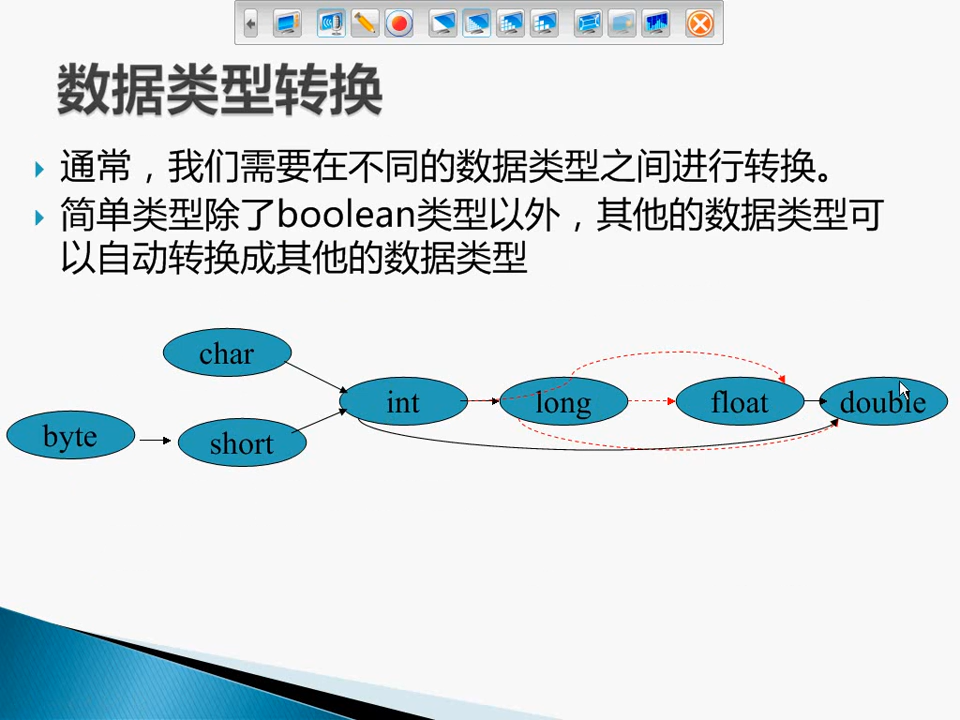 数据类型转换
通常，我们需要在不同的数据类型之间进行转换。
简单类型除了boolean类型以外，其他的数据类型可
以自动转换成其他的数据类型
char
int
long
float
double
byte
short